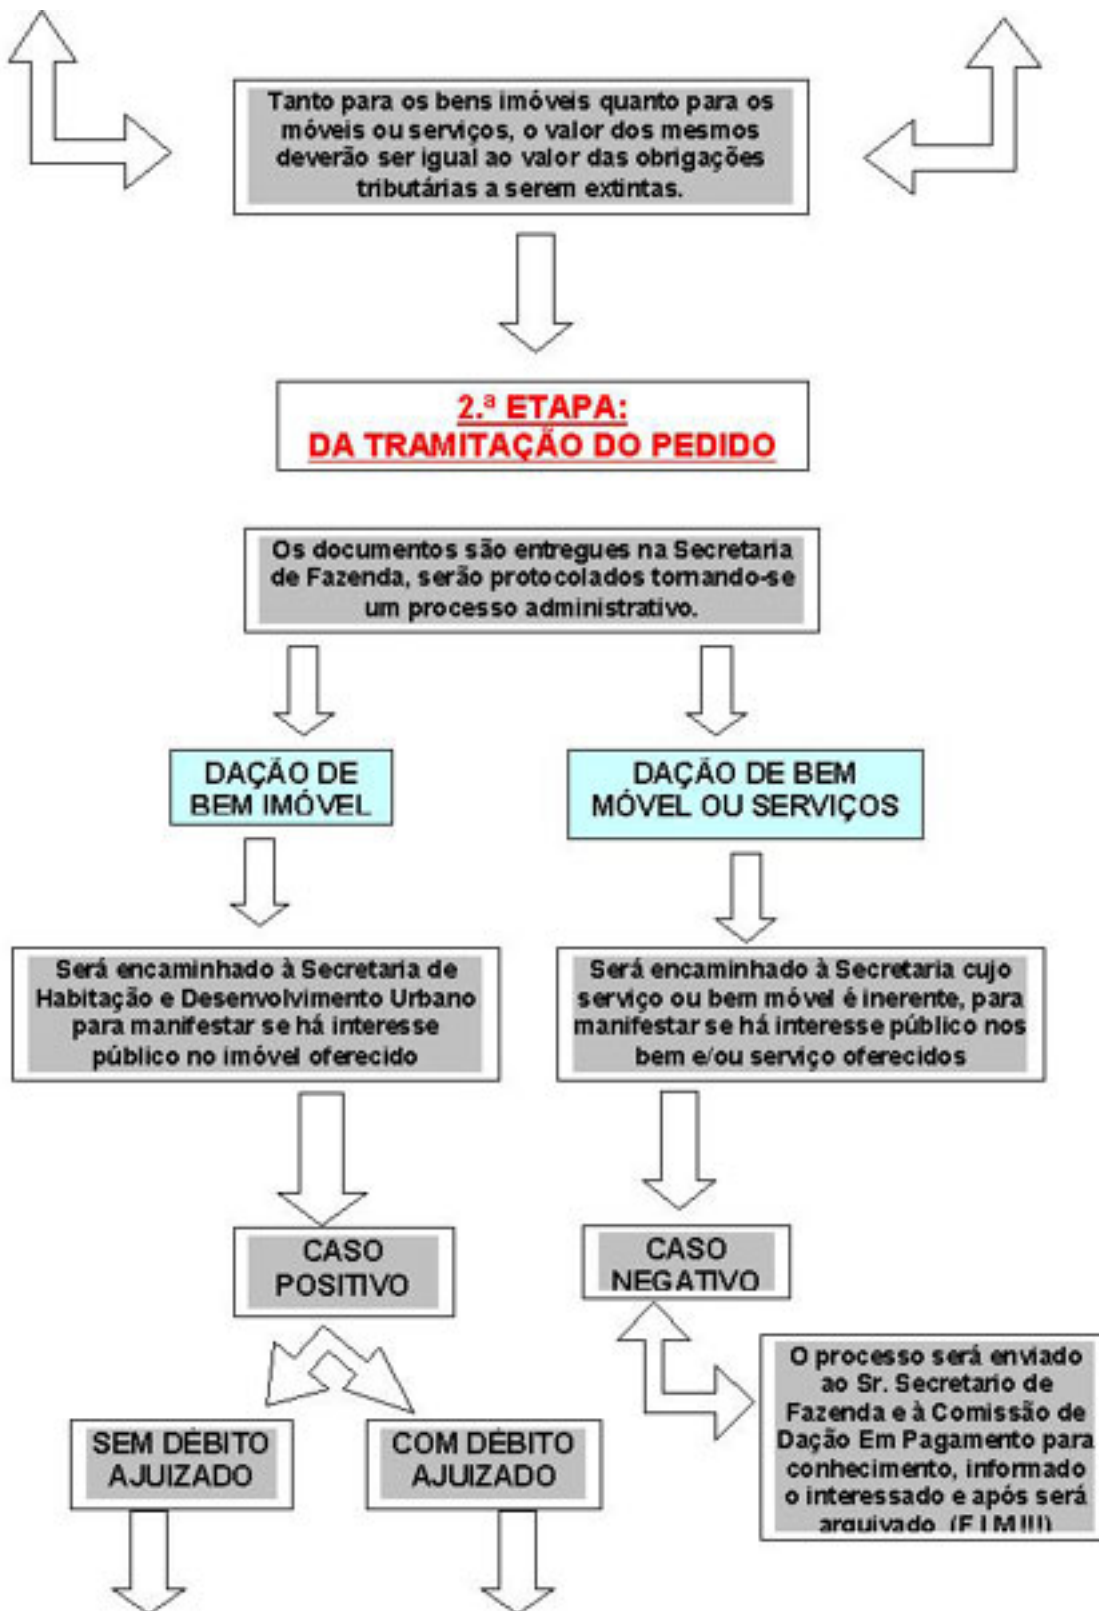 Tanto para os bens imóveis quanto para os
móveis ou serviços, o valor dos mesmos
deverão ser igual ao valor das obrigações
tributárias a serem extintas.
2.ª ETAPA:
DA TRAMITAÇÃO DO PEDIDO
Os documentos são entregues na Secretaria
de Fazenda, serão protocolados tornando-se
um processo administrativo.
DAÇÃO DE
BEM IMÓVEL
DAÇÃO DE BEM
MÓVEL OU SERVIÇOS
Será encaminhado à Secretaria de
Habitação e Desenvolvimento Urbano
para manifestar se há interesse
público no imóvel oferecido
Será encaminhado à Secretaria cujo
serviço ou bem móvel é inerente, para
manifestar se há interesse público nos
bem e/ou serviço oferecidos
CASO
POSITIVO
CASO
NEGATIVO
O processo será enviado
ao Sr. Secretario de
Fazenda e à Comissão de
Dação Em Pagamento para
conhecimento, informado
o interessado e após será
arquivado (F I M !!!)
SEM DÉBITO
AJUIZADO
COM DÉBITO
AJUIZADO